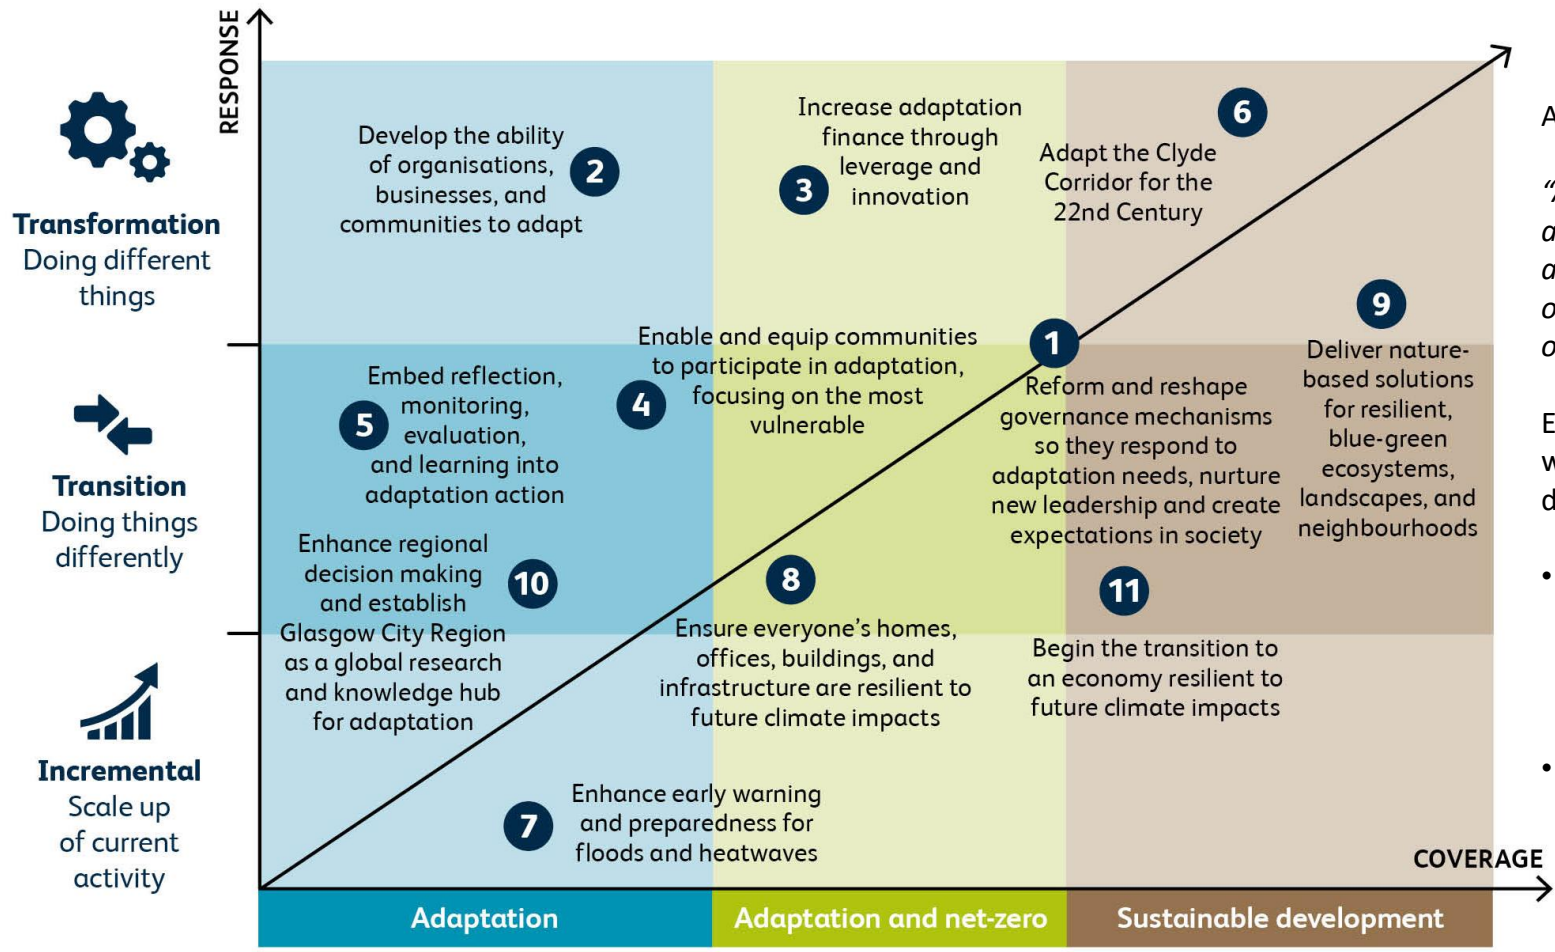 RESPONSE
Transformation
Doing different
things
Transition
Doing things
differently
Incremental
Scale up
of current
activity
Develop the ability
of organisations,
businesses, and
communities to adapt
2
Increase adaptation
finance through
leverage and
innovation
3
6
Adapt the Clyde
Corridor for the
22nd Century
Embed reflection,
monitoring,
evaluation,
and learning into
adaptation action
5
Enable and equip communities
to participate in adaptation,
focusing on the most
vulnerable
4
1
Reform and reshape
governance mechanisms
so they respond to
adaptation needs, nurture
new leadership and create
expectations in society
9
Deliver nature-
based solutions
for resilient,
blue-green
ecosystems,
landscapes, and
neighbourhoods
Enhance regional
decision making
and establish
Glasgow City Region
as a global research
and knowledge hub
for adaptation
10
8
Ensure everyone's homes,
offices, buildings, and
infrastructure are resilient to
future climate impacts
11
Begin the transition to
an economy resilient to
future climate impacts
7
Enhance early warning
and preparedness for
floods and heatwaves
COVERAGE
Adaptation
Adaptation and net-zero
Sustainable development